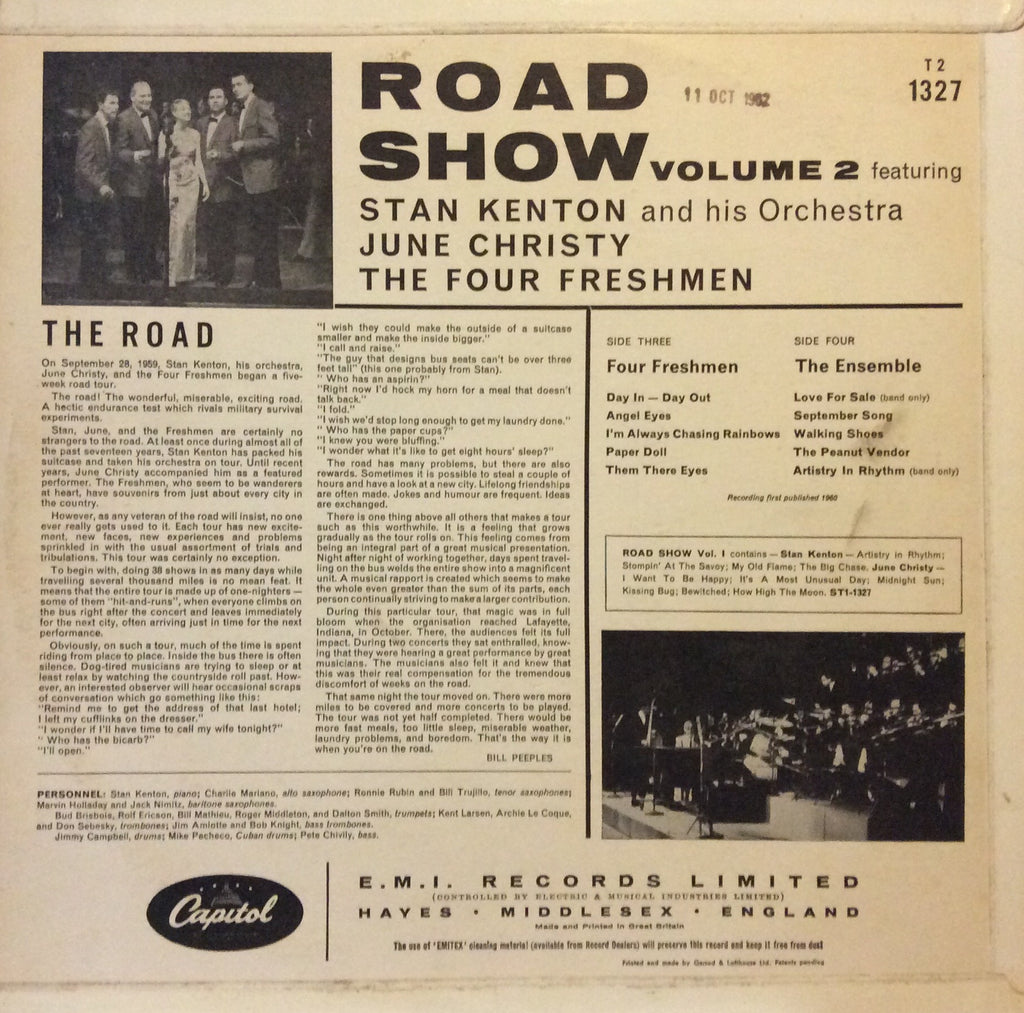 ROAD
SHOW VOLUME 2 featuring
STAN KENTON and his Orchestra
JUNE CHRISTY
THE FOUR FRESHMEN
11 OCT 1962
T 2
1327
THE ROAD
On September 28, 1959, Stan Kenton, his orchestra,
June Christy, and the Four Freshmen began a five-
week road tour.
The road! The wonderful, miserable, exciting road.
A hectic endurance test which rivals military survival
experiments.
Stan, June, and the Freshmen are certainly no
strangers to the road. At least once during almost all of
the past seventeen years, Stan Kenton has packed his
suitcase and taken his orchestra on tour. Until recent
years, June Christy accompanied him as a featured
performer. The Freshmen, who seem to be wanderers
at heart, have souvenirs from just about every city in
the country.
However, as any veteran of the road will insist, no one
ever really gets used to it. Each tour has new excite-
ment, new faces, new experiences and problems
sprinkled in with the usual assortment of trials and
tribulations. This tour was certainly no exception.
To begin with, doing 38 shows in as many days while
travelling several thousand miles is no mean feat. It
means that the entire tour is made up of one-nighters —
some of them "hit-and-runs", when everyone climbs on
the bus right after the concert and leaves immediately
for the next city, often arriving just in time for the next
performance.
Obviously, on such a tour, much of the time is spent
riding from place to place. Inside the bus there is often
silence. Dog-tired musicians are trying to sleep or at
least relax by watching the countryside roll past. How-
ever, an interested observer will hear occasional scraps
of conversation which go something like this:
"Remind me to get the address of that last hotel;
I left my cufflinks on the dresser."
"I wonder if I'll have time to call my wife tonight?"
"Who has the bicarb?"
"I'll open."
"I wish they could make the outside of a suitcase
smaller and make the inside bigger."
"I call and raise."
"The guy that designs bus seats can't be over three
feet tall" (this one probably from Stan).
"Who has an aspirin?"
"Right now I'd hock my horn for a meal that doesn't
talk back."
"I fold."
"I wish we'd stop long enough to get my laundry done."
"Who has the paper cups?"
"I knew you were bluffing."
"I wonder what it's like to get eight hours' sleep?"
The road has many problems, but there are also
rewards. Sometimes it is possible to steal a couple of
hours and have a look at a new city. Lifelong friendships
are often made. Jokes and humour are frequent. Ideas
are exchanged.
There is one thing above all others that makes a tour
such as this worthwhile. It is a feeling that grows
gradually as the tour rolls on. This feeling comes from
being an integral part of a great musical presentation.
Night after night of working together, days spent travel-
ling on the bus welds the entire show into a magnificent
unit. A musical rapport is created which seems to make
the whole even greater than the sum of its parts, each
person continually striving to make a larger contribution.
During this particular tour, that magic was in full
bloom when the organisation reached Lafayette,
Indiana, in October. There, the audiences felt its full
impact. During two concerts they sat enthralled, know-
ing that they were hearing a great performance by great
musicians. The musicians also felt it and knew that
this was their real compensation for the tremendous
discomfort of weeks on the road.
That same night the tour moved on. There were more
miles to be covered and more concerts to be played.
The tour was not yet half completed. There would be
more fast meals, too little sleep, miserable weather,
laundry problems, and boredom. That's the way it is
when you're on the road.
BILL PEEPLES
SIDE THREE
Four Freshmen
Day In — Day Out
Angel Eyes
I'm Always Chasing Rainbows
Paper Doll
Them There Eyes
SIDE FOUR
The Ensemble
Love For Sale (band only)
September Song
Walking Shoes
The Peanut Vendor
Artistry In Rhythm (band only)
Recording first published 1960
ROAD SHOW Vol. 1 contains — Stan Kenton — Artistry in Rhythm;
Stompin' At The Savoy; My Old Flame; The Big Chase. June Christy —
I Want To Be Happy; It's A Most Unusual Day; Midnight Sun;
Kissing Bug; Bewitched; How High The Moon. ST1-1327
PERSONNEL: Stan Kenton, piano; Charlie Mariano, alto saxophone; Ronnie Rubin and Bill Trujillo, tenor saxophones;
Marvin Holladay and Jack Nimitz, baritone saxophones.
Bud Brisbois, Rolf Ericson, Bill Mathieu, Roger Middleton, and Dalton Smith, trumpets; Kent Larsen, Archie Le Coque,
and Don Sebesky, trombones; Jim Amlotte and Bob Knight, bass trombones.
Jimmy Campbell, drums; Mike Pacheco, Cuban drums; Pete Chivily, bass.
Capitol
E.M.I. RECORDS LIMITED
(CONTROLLED BY ELECTRIC & MUSICAL INDUSTRIES LIMITED)
HAYES • MIDDLESEX • ENGLAND
Made and Printed in Great Britain
The use of 'EMITEX' cleaning material (available from Record Dealers) will preserve this record and keep it free from dust
Printed and made by Garrod & Lofthouse Ltd. Patents pending